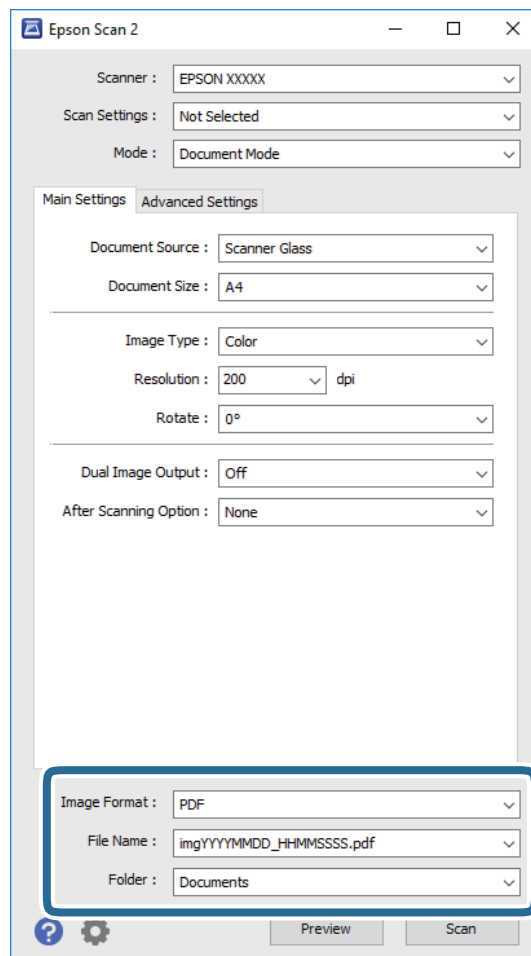 Epson Scan 2
Scanner : EPSON XXXXX
Scan Settings : Not Selected
Mode : Document Mode
Main Settings Advanced Settings
Document Source : Scanner Glass
Document Size : A4
Image Type : Color
Resolution : 200 dpi
Rotate : 0°
Dual Image Output : Off
After Scanning Option : None
Image Format : PDF
File Name : imgYYYYMMDD_HHMMSSSS.pdf
Folder : Documents
? Preview Scan